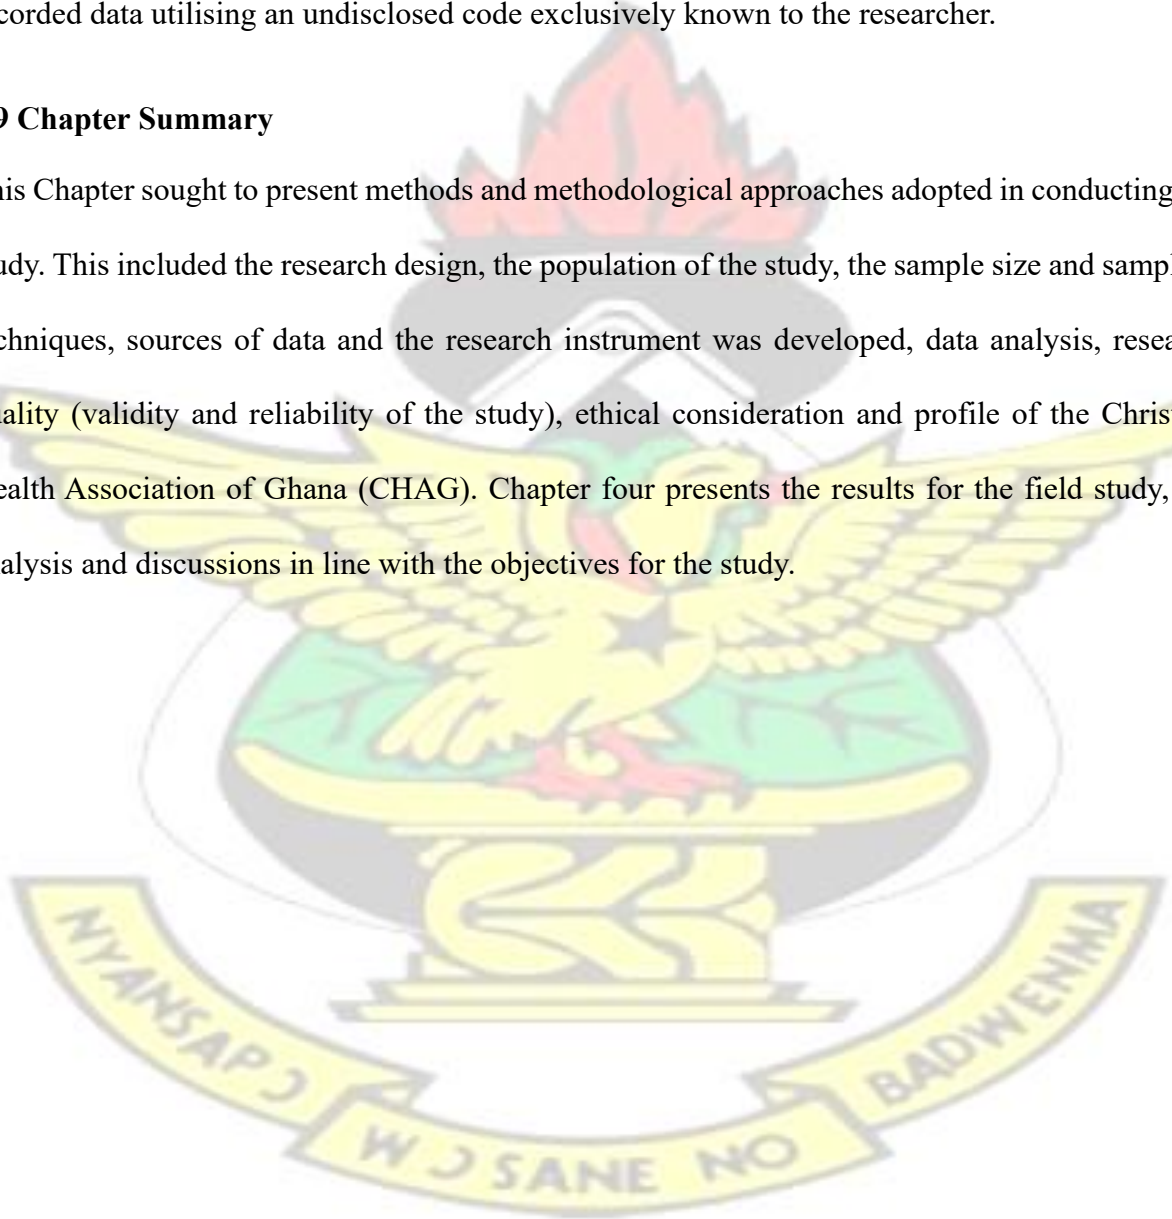 corded data utilising an undisclosed code exclusively known to the researcher.
9 Chapter Summary
his Chapter sought to present methods and methodological approaches adopted in conducting
udy. This included the research design, the population of the study, the sample size and sampl
chniques, sources of data and the research instrument was developed, data analysis, resea
uality (validity and reliability of the study), ethical consideration and profile of the Chris
ealth Association of Ghana (CHAG). Chapter four presents the results for the field study,
alysis and discussions in line with the objectives for the study.
NYANSAPƆ
WƆSANE NO
BADWENMA